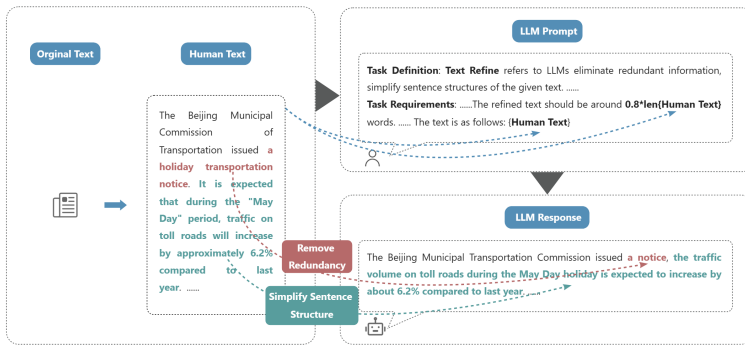 Orginal Text
Human Text
The Beijing Municipal
Commission of
Transportation issued a
holiday transportation
notice. It is expected
that during the "May
Day" period, traffic on
toll roads will increase
by approximately 6.2%
compared to last
year. ......
Remove
Redundancy
Simplify Sentence
Structure
LLM Prompt
Task Definition: Text Refine refers to LLMs eliminate redundant information,
simplify sentence structures of the given text. ......
Task Requirements: ......The refined text should be around 0.8*len{Human Text}
words. ...... The text is as follows: {Human Text}
LLM Response
The Beijing Municipal Transportation Commission issued a notice, the traffic
volume on toll roads during the May Day holiday is expected to increase by
about 6.2% compared to last year. ......